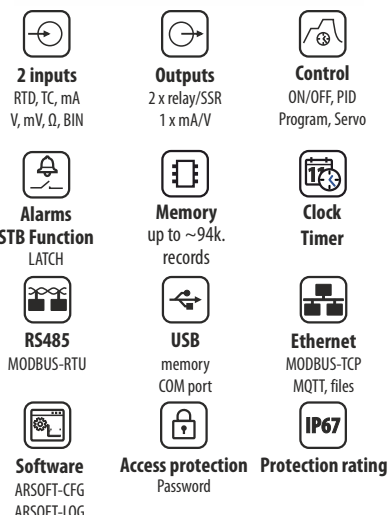 2 inputs
RTD, TC, mA
V, mV, Ω, BIN
Outputs
2 x relay/SSR
1 x mA/V
Control
ON/OFF, PID
Program, Servo
Alarms
STB Function
LATCH
Memory
up to ~94k.
records
Clock
Timer
RS485
MODBUS-RTU
USB
memory
COM port
Ethernet
MODBUS-TCP
MQTT, files
Software
ARSOFT-CFG
ARSOFT-LOG
Access protection
Password
IP67
Protection rating